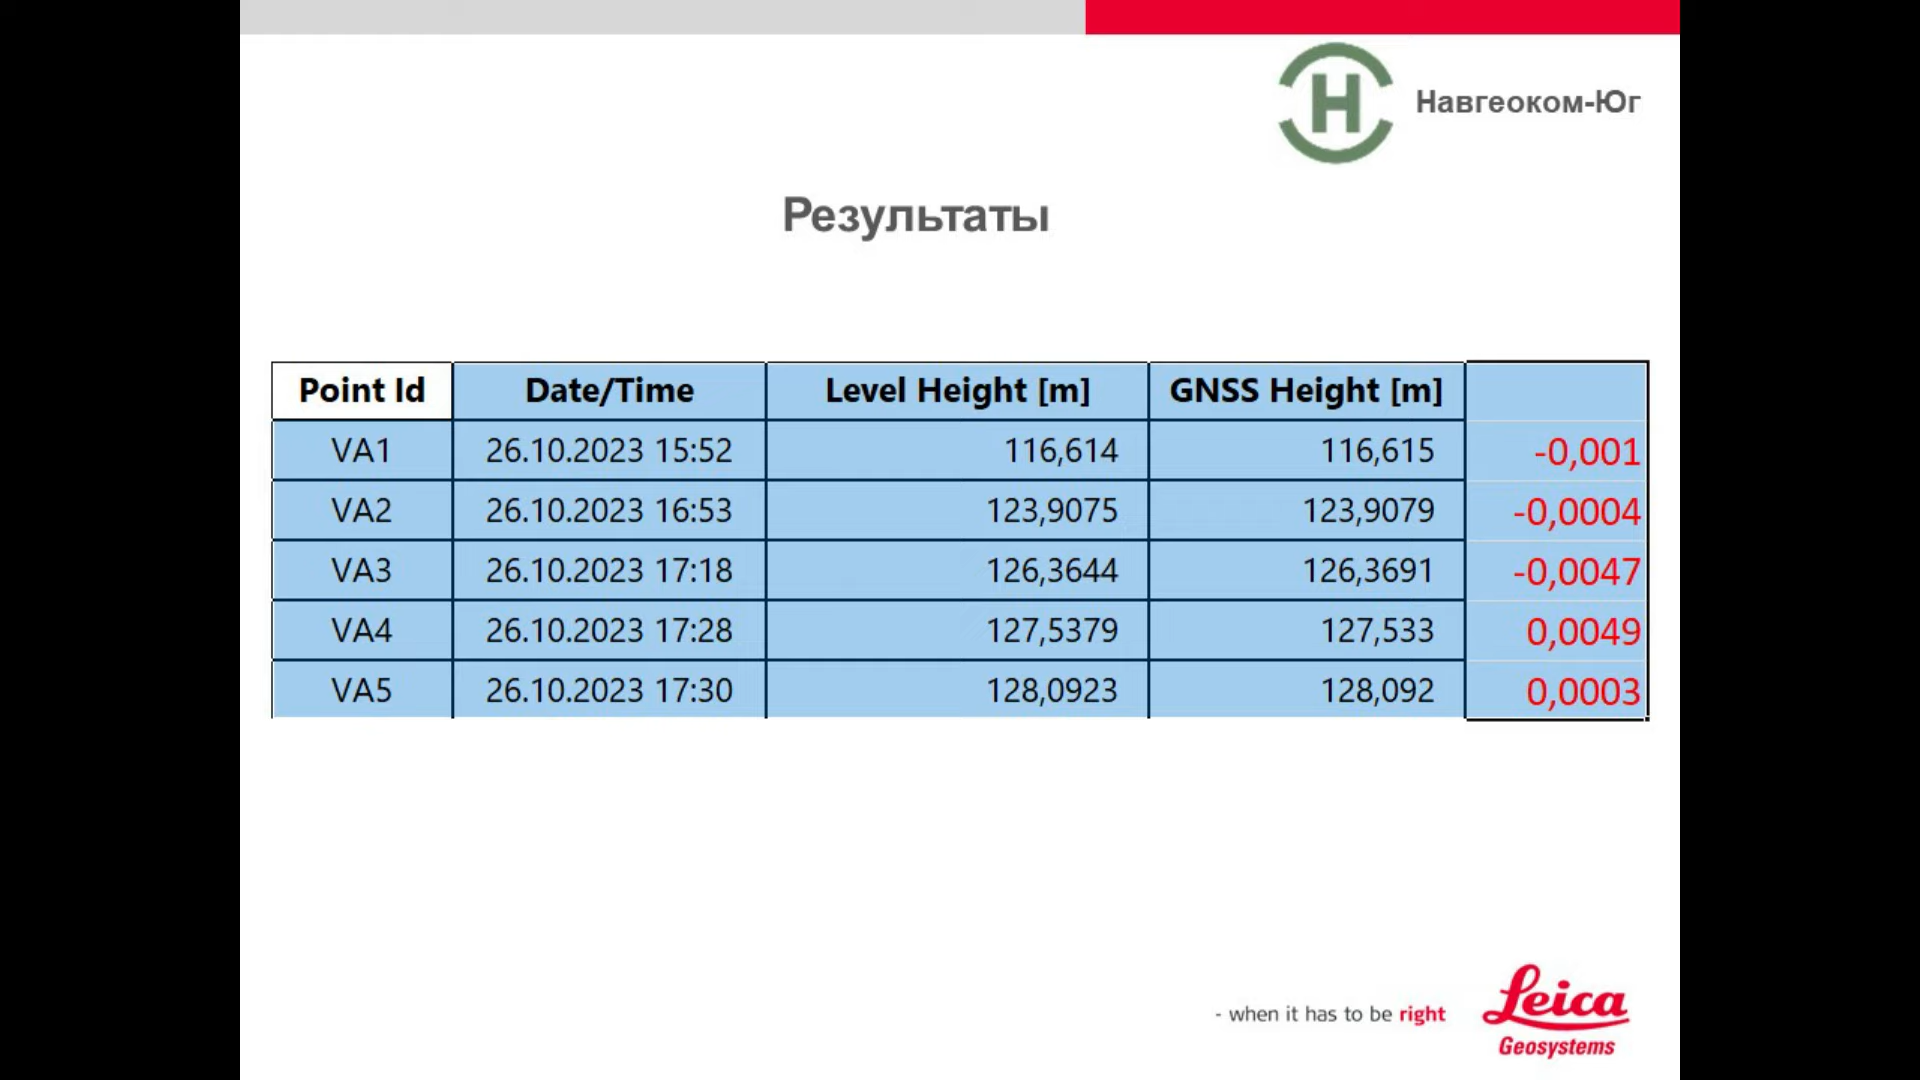 Н
Навгеоком-Юг
Результаты
Point Id Date/Time Level Height [m] GNSS Height [m]
VA1 26.10.2023 15:52 116,614 116,615 -0,001
VA2 26.10.2023 16:53 123,9075 123,9079 -0,0004
VA3 26.10.2023 17:18 126,3644 126,3691 -0,0047
VA4 26.10.2023 17:28 127,5379 127,533 0,0049
VA5 26.10.2023 17:30 128,0923 128,092 0,0003
- when it has to be right
Leica
Geosystems